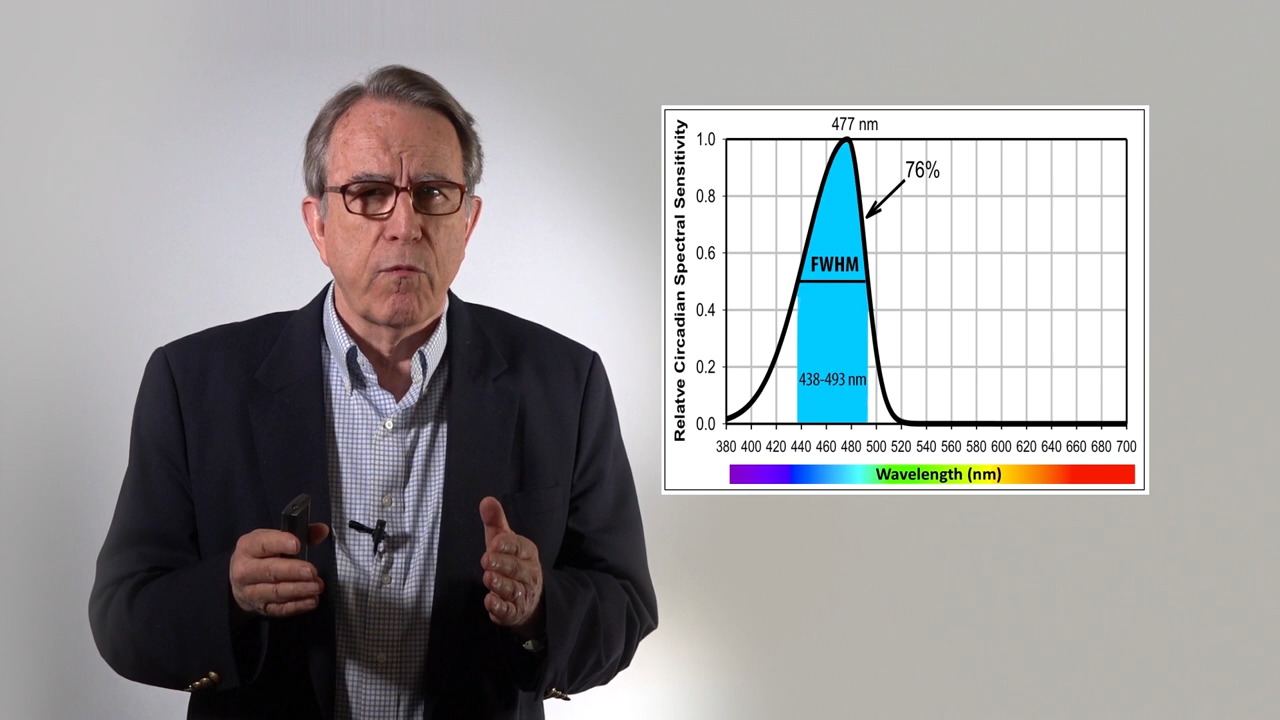 477 nm
Relatve Circadian Spectral Sensitivity
1.0
76%
0.8
0.6
FWHM
0.4
438-493 nm
0.2
0.0
380 400 420 440 460 480 500 520 540 560 580 600 620 640 660 680 700
Wavelength (nm)